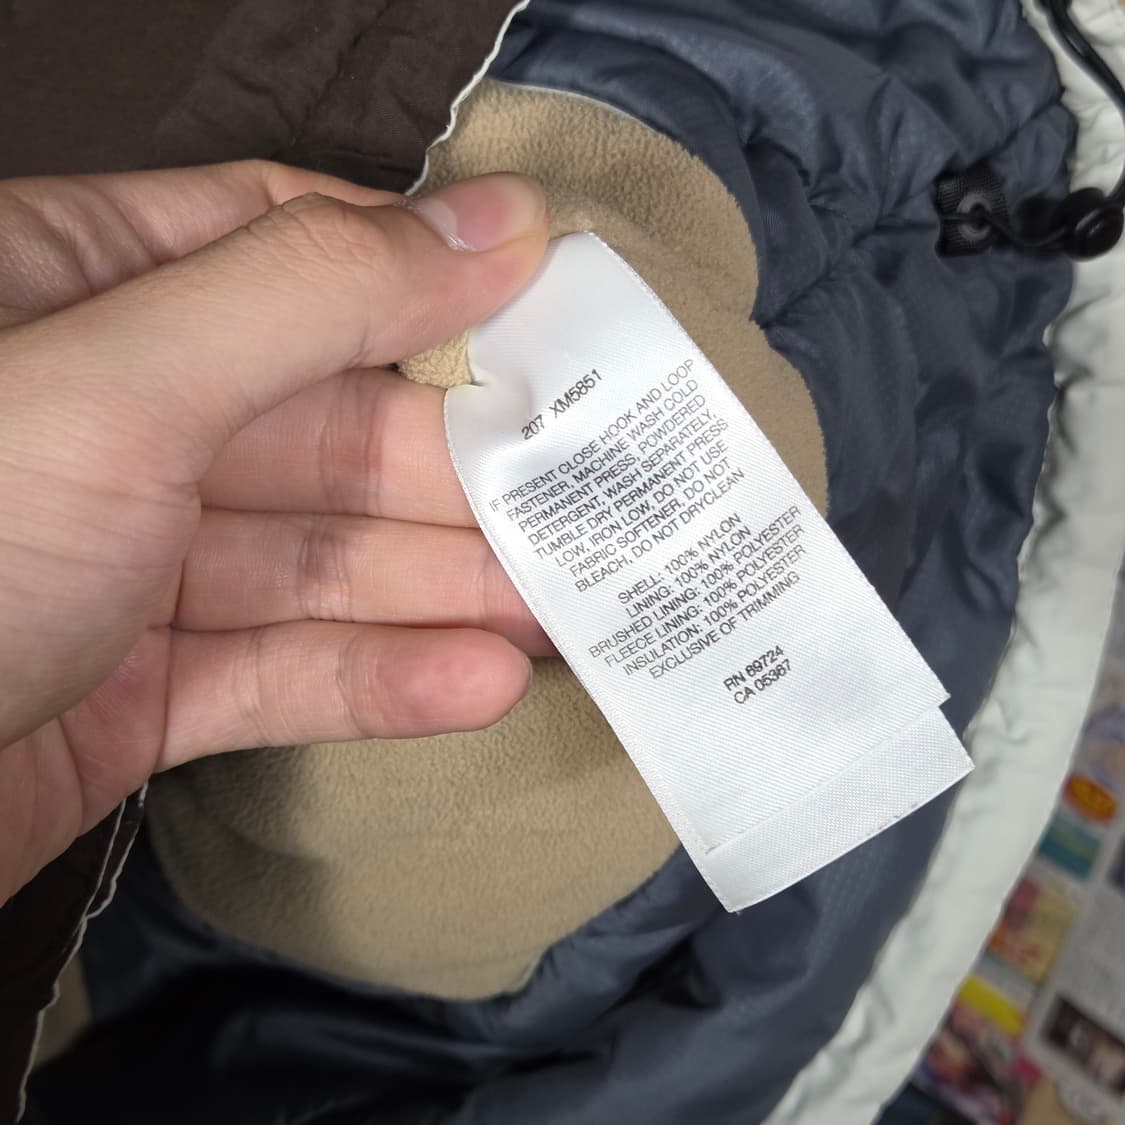 207 XM5851
IF PRESENT CLOSE HOOK AND LOOP
FASTENER, MACHINE WASH COLD
PERMANENT PRESS, POWDERED
DETERGENT, WASH SEPARATELY,
TUMBLE DRY PERMANENT PRESS
LOW, IRON LOW, DO NOT USE
FABRIC SOFTENER, DO NOT
BLEACH, DO NOT DRYCLEAN
SHELL: 100% NYLON
LINING: 100% NYLON
BRUSHED LINING: 100% POLYESTER
FLEECE LINING: 100% POLYESTER
INSULATION: 100% POLYESTER
EXCLUSIVE OF TRIMMING
RN 69724
CA 05367